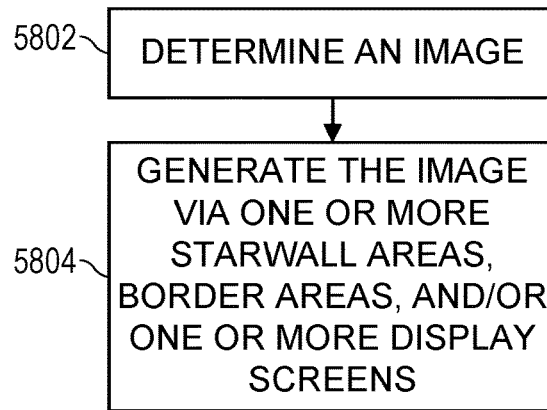 5802
DETERMINE AN IMAGE
5804
GENERATE THE IMAGE
VIA ONE OR MORE
STARWALL AREAS,
BORDER AREAS, AND/OR
ONE OR MORE DISPLAY
SCREENS